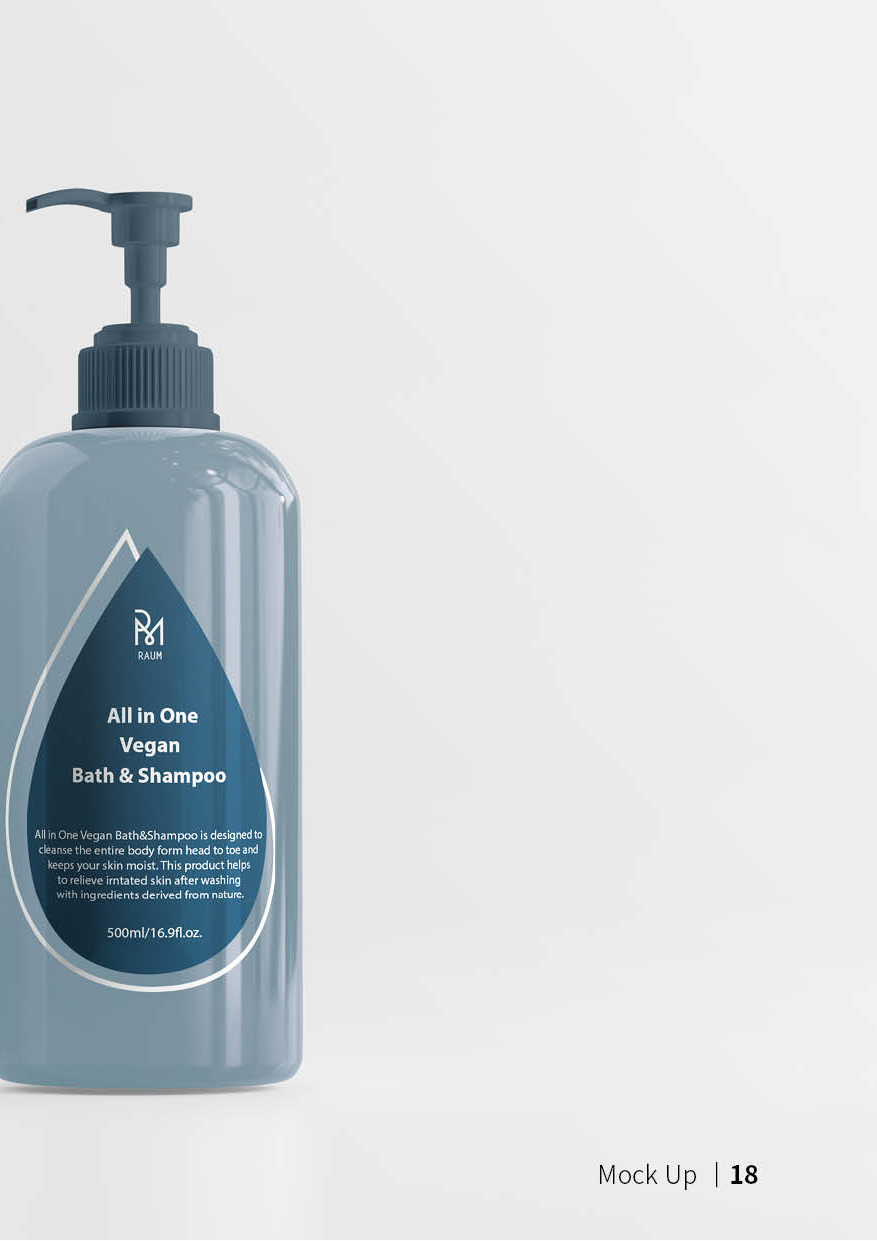 RAUM
All in One
Vegan
Bath & Shampoo
All in One Vegan Bath&Shampoo is designed to
cleanse the entire body form head to toe and
keeps your skin moist. This product helps
to relieve irntated skin after washing
with ingredients derived from nature.
500ml/16.9fl.oz.
Mock Up | 18